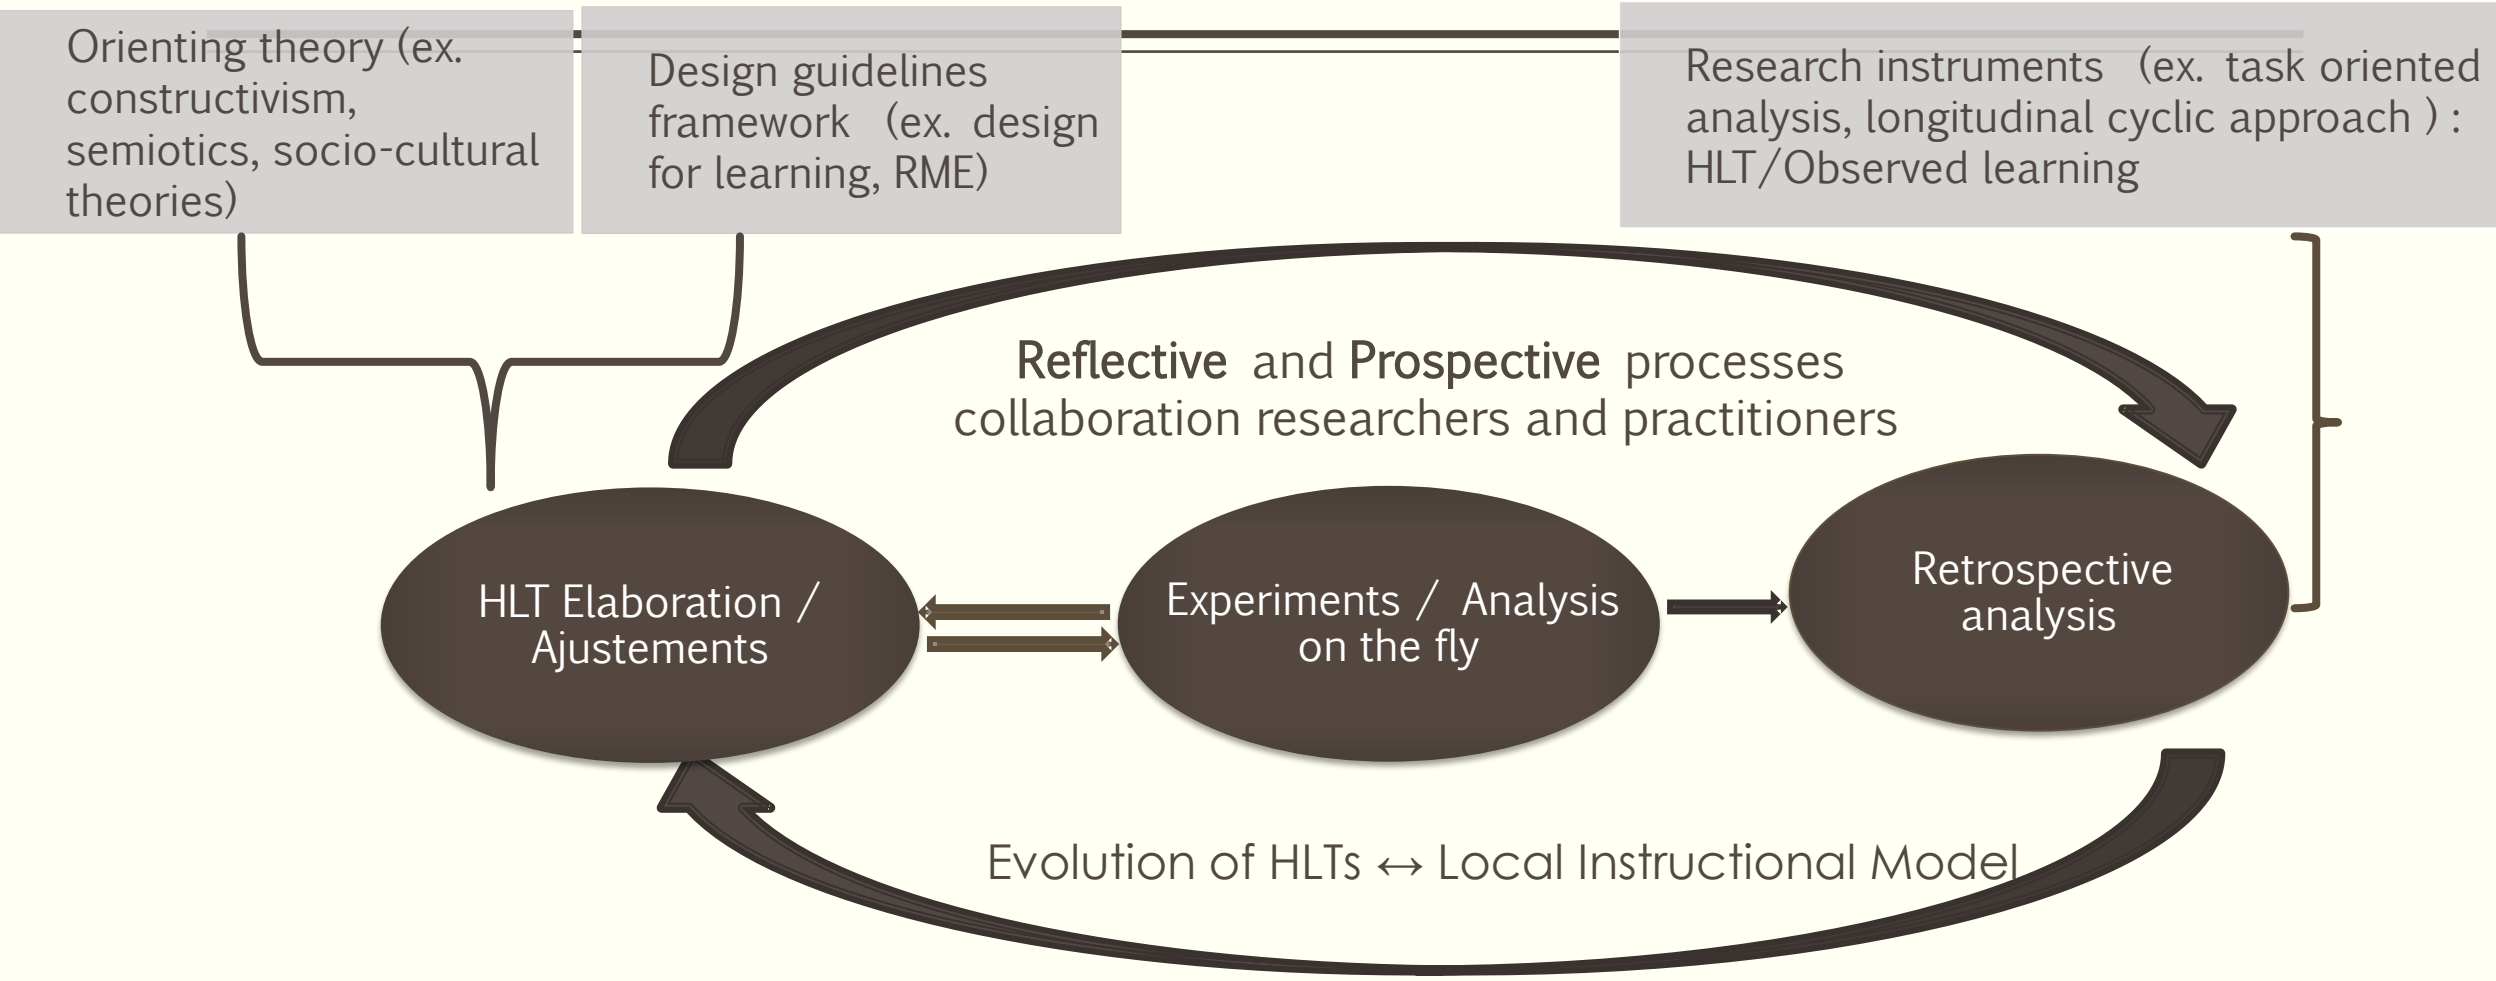 Orienting theory (ex.
constructivism,
semiotics, socio-cultural
theories)
Design guidelines
framework (ex. design
for learning, RME)
Research instruments (ex. task oriented
analysis, longitudinal cyclic approach ) :
HLT/Observed learning
Reflective and Prospective processes
collaboration researchers and practitioners
HLT Elaboration /
Ajustements
Experiments / Analysis
on the fly
Retrospective
analysis
Evolution of HLTs ↔ Local Instructional Model